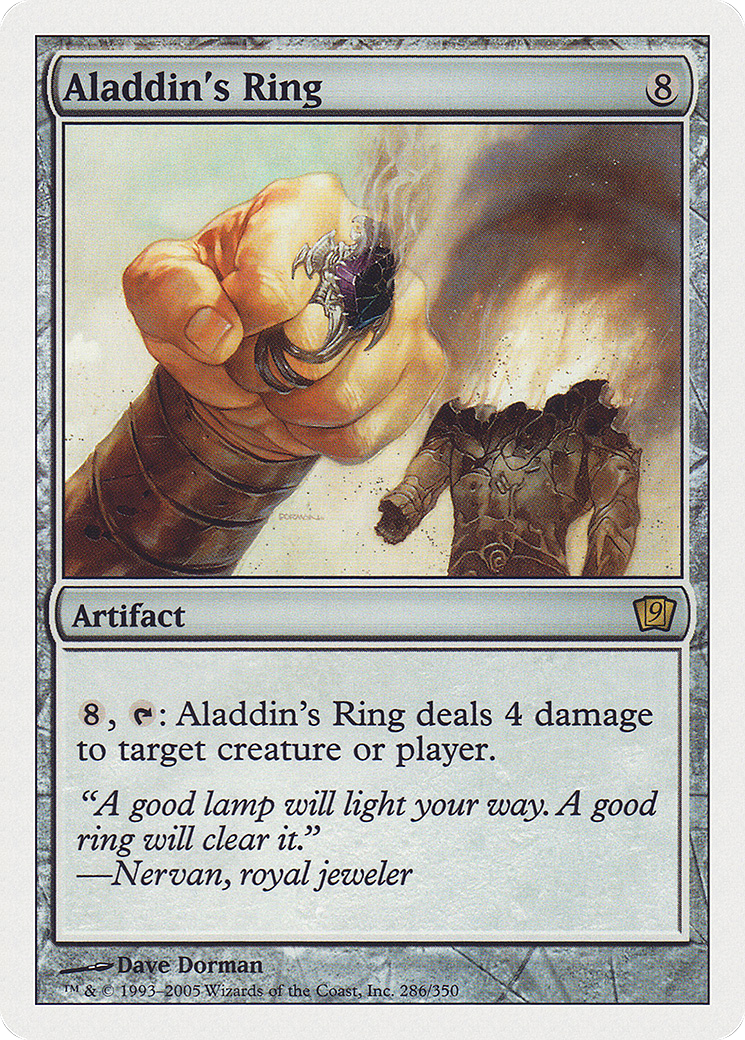 Aladdin's Ring
8
DORMAN
Artifact
9
8, : Aladdin's Ring deals 4 damage
to target creature or player.
“A good lamp will light your way. A good
ring will clear it.”
—Nervan, royal jeweler
Dave Dorman
™ & © 1993–2005 Wizards of the Coast, Inc. 286/350